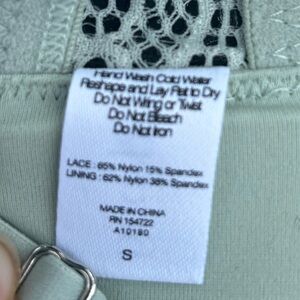 Hand Wash Cold Water
Reshape and Lay Flat to Dry
Do Not Wring or Twist
Do Not Bleach
Do Not Iron
LACE : 85% Nylon 15% Spandex
LINING : 62% Nylon 38% Spandex
MADE IN CHINA
RN 154722
A10180
S